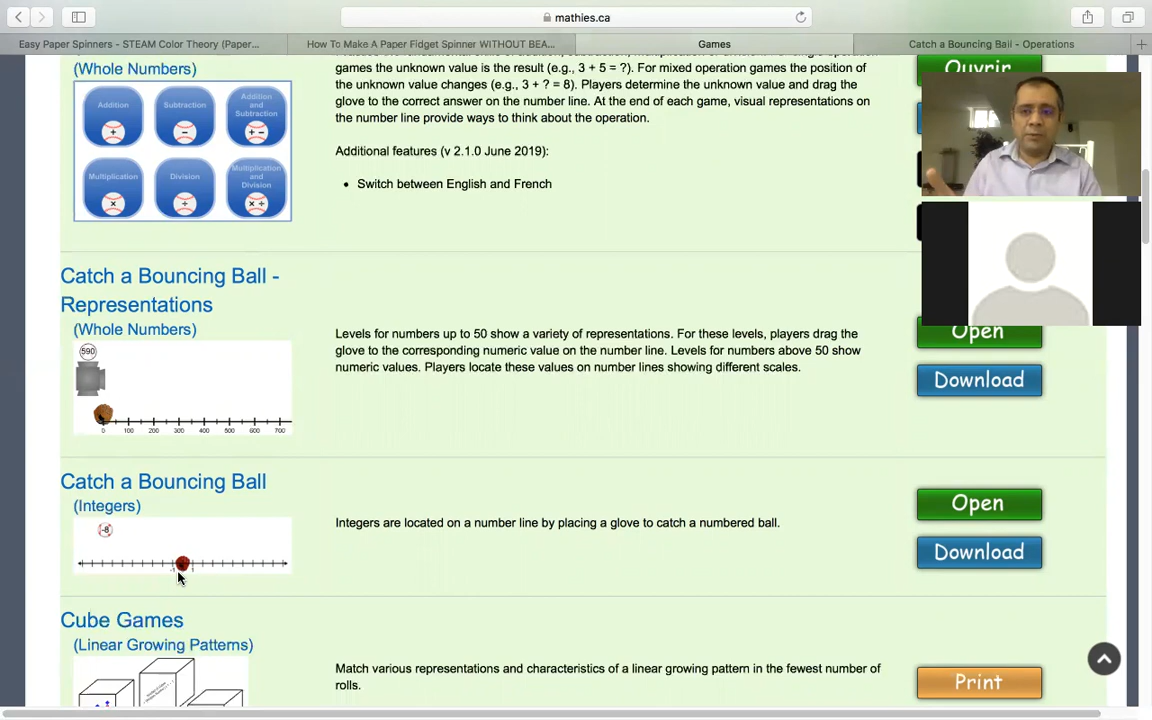 mathies.ca
Easy Paper Spinners - STEAM Color Theory (Paper...
How To Make A Paper Fidget Spinner WITHOUT BEA...
Games
Catch a Bouncing Ball - Operations
(Whole Numbers)
games the unknown value is the result (e.g., 3 + 5 = ?). For mixed operation games the position of
the unknown value changes (e.g., 3 + ? = 8). Players determine the unknown value and drag the
glove to the correct answer on the number line. At the end of each game, visual representations on
the number line provide ways to think about the operation.
Additional features (v 2.1.0 June 2019):
• Switch between English and French
Ouvrir
Addition
+
Subtraction
-
Addition
and
Subtraction
+ -
Multiplication
×
Division
÷
Multiplication
and
Division
× ÷
Catch a Bouncing Ball -
Representations
(Whole Numbers)
590
0 100 200 300 400 500 600 700
Levels for numbers up to 50 show a variety of representations. For these levels, players drag the
glove to the corresponding numeric value on the number line. Levels for numbers above 50 show
numeric values. Players locate these values on number lines showing different scales.
Open
Download
Catch a Bouncing Ball
(Integers)
-8
Integers are located on a number line by placing a glove to catch a numbered ball.
Open
Download
Cube Games
(Linear Growing Patterns)
Match various representations and characteristics of a linear growing pattern in the fewest number of
rolls.
Print